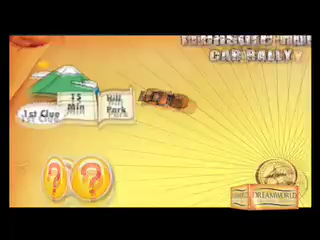 CAR RALLY
15
Min
Hill
Park
1st Clue
? ?
DREAMWORLD